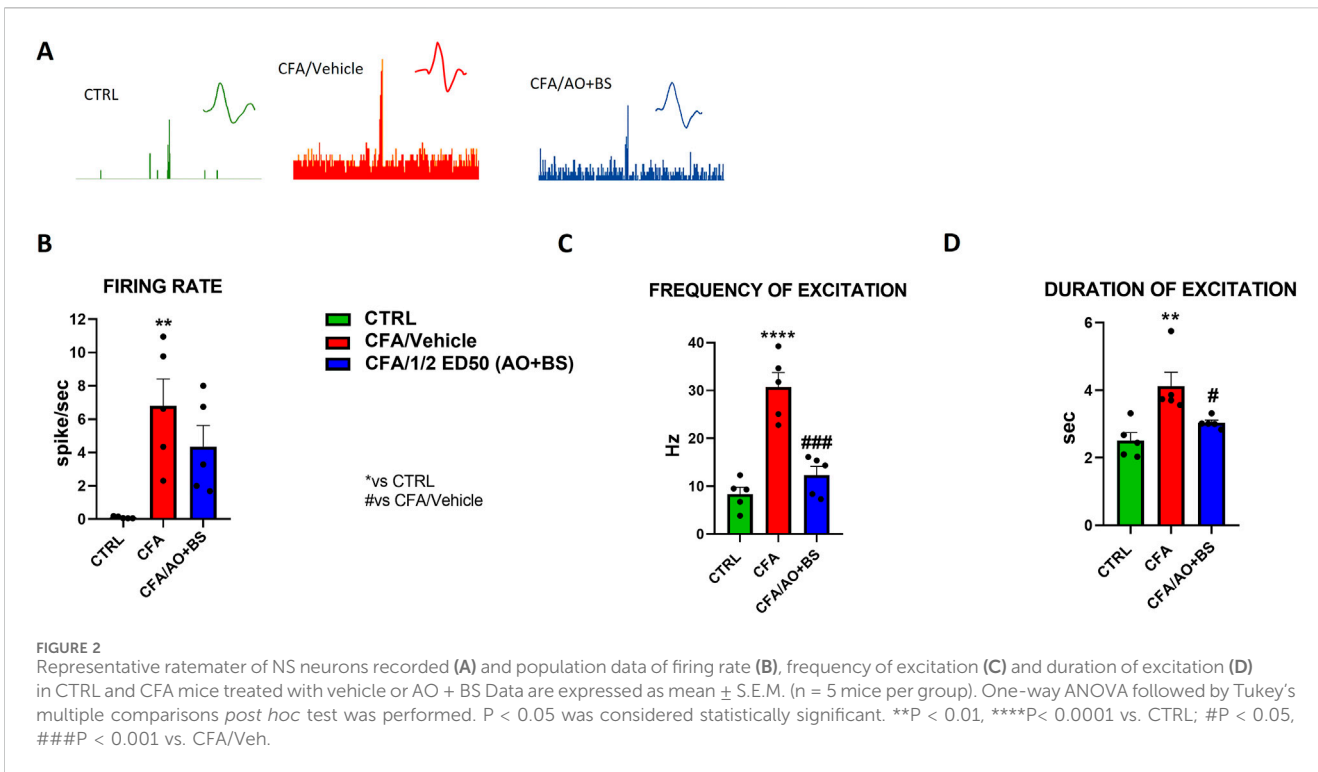 A
CTRL
CFA/Vehicle
CFA/AO+BS
B
FIRING RATE
12
10
8
6
4
2
0
spike/sec
**
CTRL
CFA
CFA/AO+BS
CTRL
CFA/Vehicle
CFA/1/2 ED50 (AO+BS)
*vs CTRL
#vs CFA/Vehicle
C
FREQUENCY OF EXCITATION
40
30
20
10
0
Hz
****
###
CTRL
CFA
CFA/AO+BS
D
DURATION OF EXCITATION
6
4
2
0
sec
**
#
CTRL
CFA
CFA/AO+BS
FIGURE 2
Representative ratemater of NS neurons recorded (A) and population data of firing rate (B), frequency of excitation (C) and duration of excitation (D)
in CTRL and CFA mice treated with vehicle or AO + BS Data are expressed as mean ± S.E.M. (n = 5 mice per group). One-way ANOVA followed by Tukey's
multiple comparisons post hoc test was performed. P < 0.05 was considered statistically significant. **P < 0.01, ****P< 0.0001 vs. CTRL; #P < 0.05,
###P < 0.001 vs. CFA/Veh.